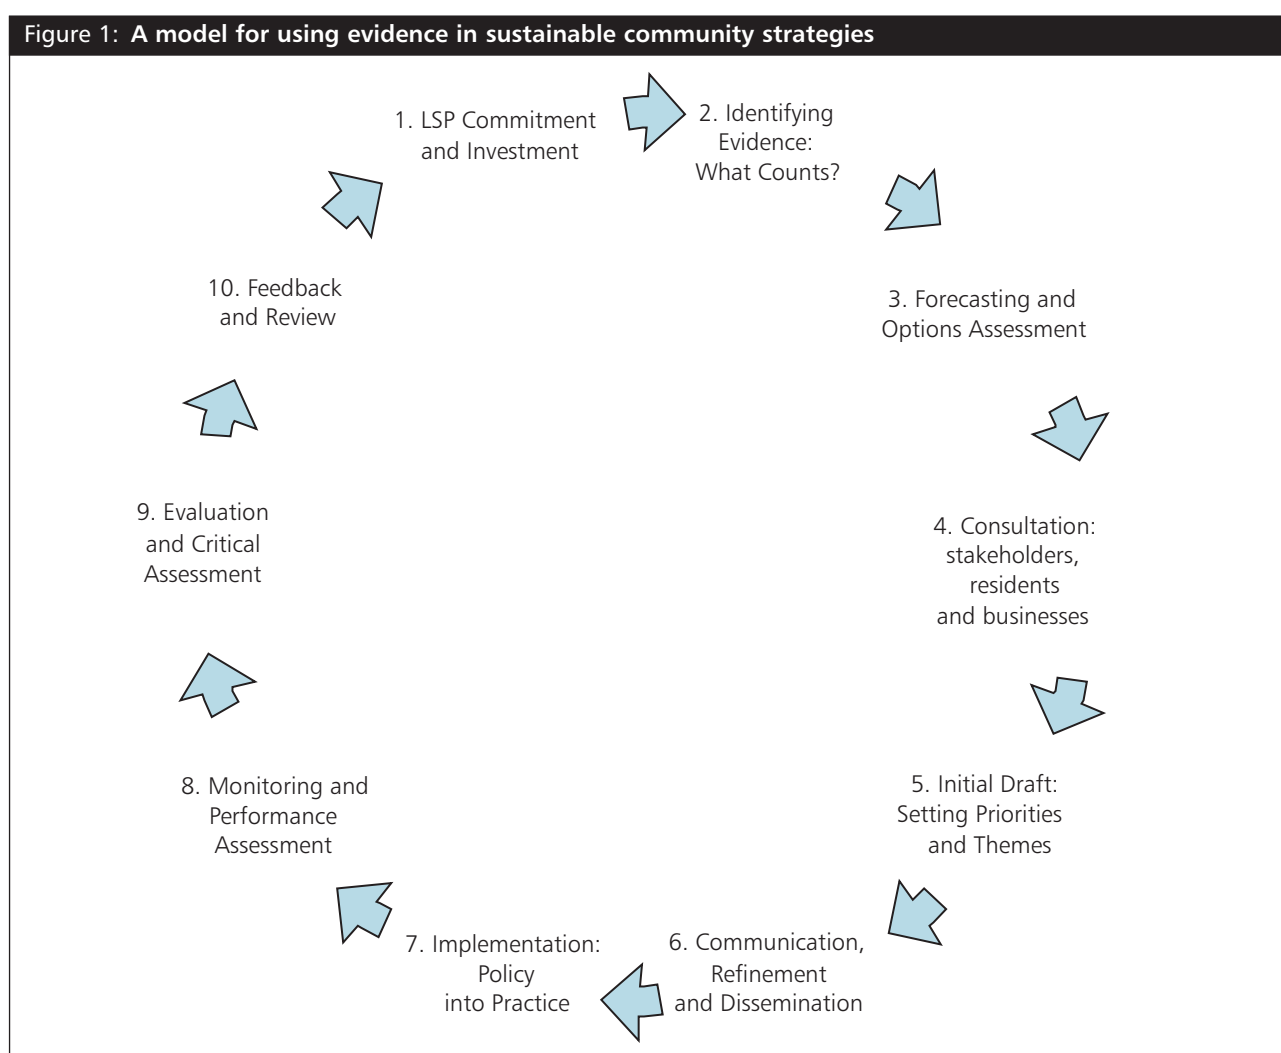 Figure 1: A model for using evidence in sustainable community strategies
1. LSP Commitment
and Investment
2. Identifying
Evidence:
What Counts?
3. Forecasting and
Options Assessment
4. Consultation:
stakeholders,
residents
and businesses
5. Initial Draft:
Setting Priorities
and Themes
6. Communication,
Refinement
and Dissemination
7. Implementation:
Policy
into Practice
8. Monitoring and
Performance
Assessment
9. Evaluation
and Critical
Assessment
10. Feedback
and Review